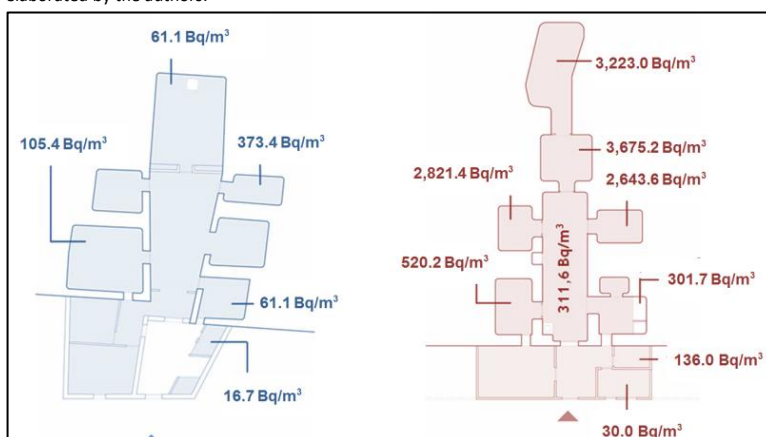 elaborated by the authors.
61.1 Bq/m³
105.4 Bq/m³
373.4 Bq/m³
61.1 Bq/m³
16.7 Bq/m³
3,223.0 Bq/m³
3,675.2 Bq/m³
2,821.4 Bq/m³
2,643.6 Bq/m³
311,6 Bq/m³
520.2 Bq/m³
301.7 Bq/m³
136.0 Bq/m³
30.0 Bq/m³